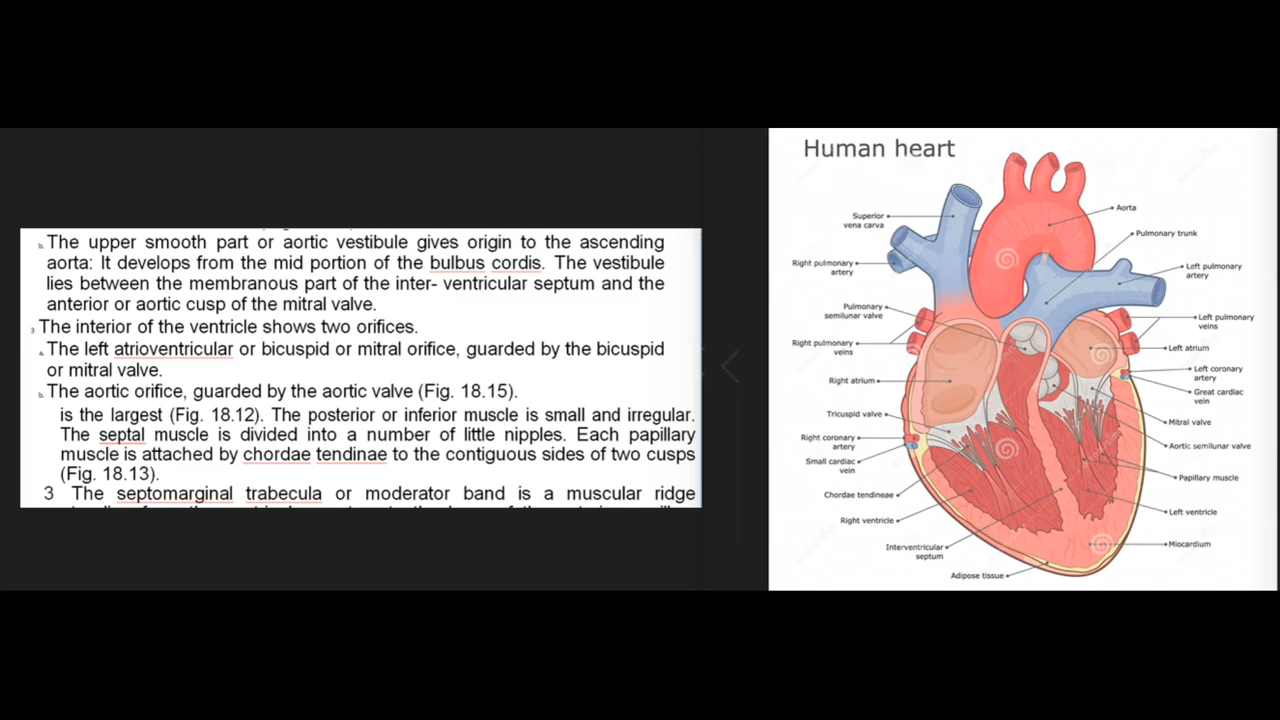 b. The upper smooth part or aortic vestibule gives origin to the ascending
aorta: It develops from the mid portion of the bulbus cordis. The vestibule
lies between the membranous part of the inter- ventricular septum and the
anterior or aortic cusp of the mitral valve.
3 The interior of the ventricle shows two orifices.
a. The left atrioventricular or bicuspid or mitral orifice, guarded by the bicuspid
or mitral valve.
b. The aortic orifice, guarded by the aortic valve (Fig. 18.15).
is the largest (Fig. 18.12). The posterior or inferior muscle is small and irregular.
The septal muscle is divided into a number of little nipples. Each papillary
muscle is attached by chordae tendinae to the contiguous sides of two cusps
(Fig. 18.13).
3 The septomarginal trabecula or moderator band is a muscular ridge
Human heart
Superior
vena carva
Right pulmonary
artery
Pulmonary
semilunar valve
Right pulmonary
veins
Right atrium
Tricuspid valve
Right coronary
artery
Small cardiac
vein
Chordae tendineae
Right ventricle
Interventricular
septum
Adipose tissue
Aorta
Pulmonary trunk
Left pulmonary
artery
Left pulmonary
veins
Left atrium
Left coronary
artery
Great cardiac
vein
Mitral valve
Aortic semilunar valve
Papillary muscle
Left ventricle
Miocardium